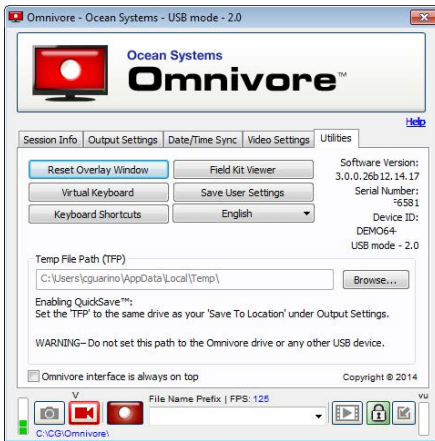 Omnivore - Ocean Systems - USB mode - 2.0
Ocean Systems
Omnivore™
Help
Session Info Output Settings Date/Time Sync Video Settings Utilities
Reset Overlay Window Field Kit Viewer
Virtual Keyboard Save User Settings
Keyboard Shortcuts English
Software Version:
3.0.0.26b12.14.17
Serial Number:
6581
Device ID:
DEMO64
USB mode - 2.0
Temp File Path (TFP)
C:\Users\cguarino\AppData\Local\Temp\
Browse...
Enabling QuickSave™:
Set the 'TFP' to the same drive as your 'Save To Location' under Output Settings.
WARNING– Do not set this path to the Omnivore drive or any other USB device.
Omnivore interface is always on top
Copyright © 2014
V
File Name Prefix | FPS: 125
vu
C:\CG\Omnivore\